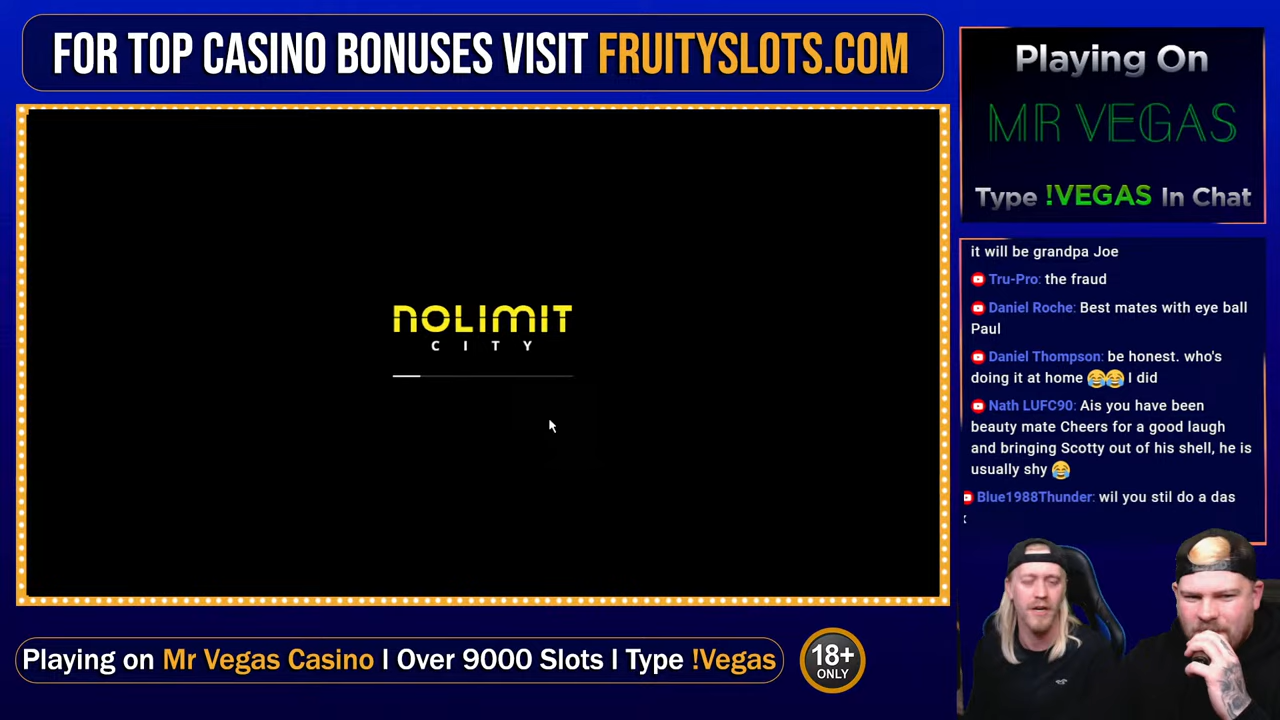 FOR TOP CASINO BONUSES VISIT FRUITYSLOTS.COM
Playing On
MR VEGAS
Type !VEGAS In Chat
it will be grandpa Joe
Tru-Pro: the fraud
Daniel Roche: Best mates with eye ball
Paul
Daniel Thompson: be honest. who's
doing it at home 😂😂 I did
Nath LUFC90: Ais you have been
beauty mate Cheers for a good laugh
and bringing Scotty out of his shell, he is
usually shy 😂
Blue1988Thunder: wil you stil do a das
x
NOLIMIT
CITY
Playing on Mr Vegas Casino | Over 9000 Slots | Type !Vegas
18+
ONLY